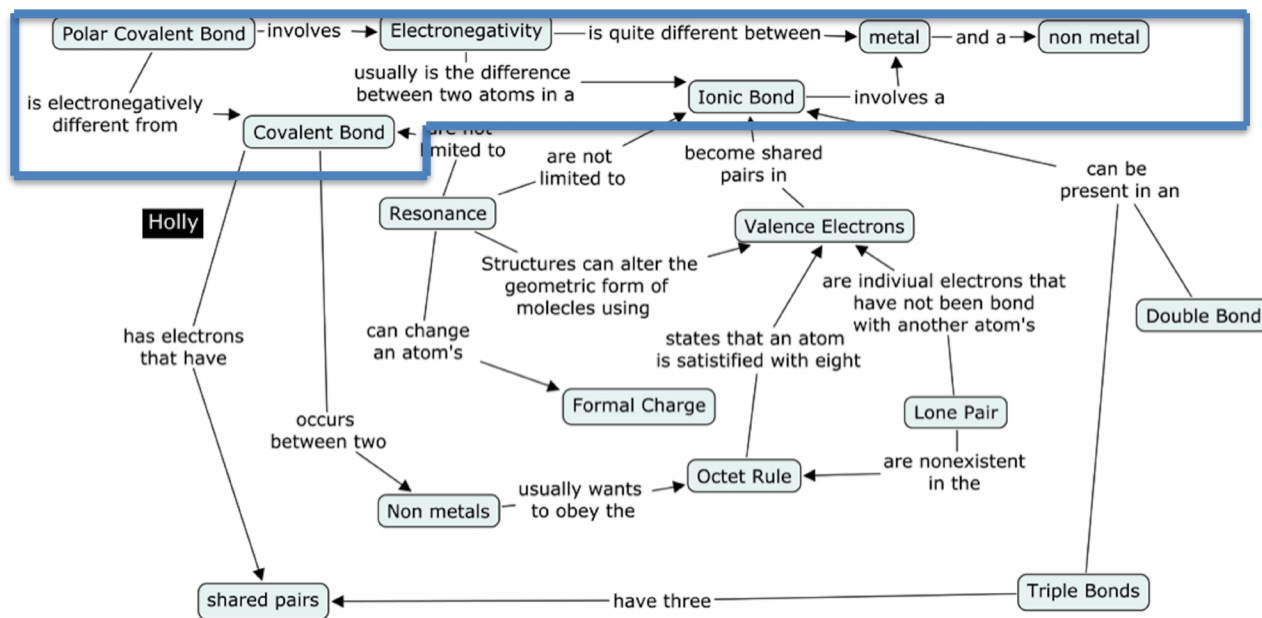 Polar Covalent Bond
involves
Electronegativity
is quite different between
metal
and a
non metal
usually is the difference
between two atoms in a
Ionic Bond
involves a
is electronegatively
different from
Covalent Bond
are not
limited to
are not
limited to
become shared
pairs in
can be
present in an
Holly
Resonance
Valence Electrons
Structures can alter the
geometric form of
molecles using
are indiviual electrons that
have not been bond
with another atom's
Double Bond
has electrons
that have
can change
an atom's
states that an atom
is satistified with eight
Formal Charge
Lone Pair
occurs
between two
are nonexistent
in the
Octet Rule
Non metals
usually wants
to obey the
shared pairs
have three
Triple Bonds